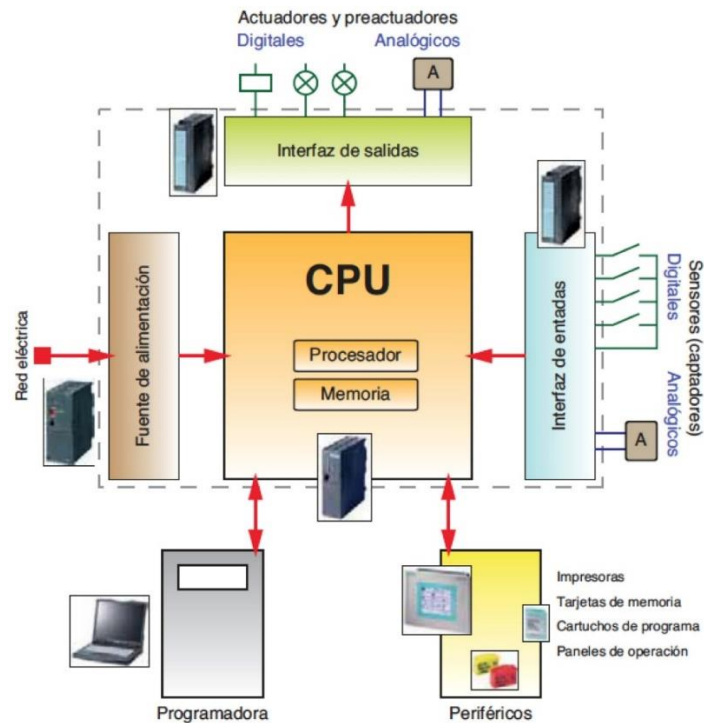 Actuadores y preactuadores
Digitales
Analógicos
A
Interfaz de salidas
CPU
Procesador
Memoria
Fuente de alimentación
Red eléctrica
Interfaz de entadas
Digitales
Analógicos
Sensores (captadores)
A
Programadora
Periféricos
Impresoras
Tarjetas de memoria
Cartuchos de programa
Paneles de operación